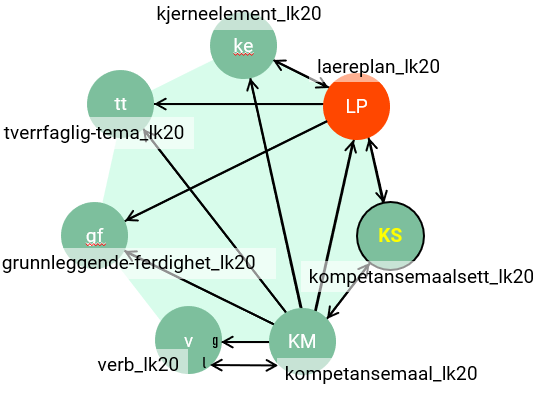 kjerneelement_lk20
ke
laereplan_lk20
tt
LP
tverrfaglig-tema_lk20
gf
KS
grunnleggende-ferdighet_lk20
kompetansemaalsett_lk20
v
g
KM
verb_lk20
l
kompetansemaal_lk20